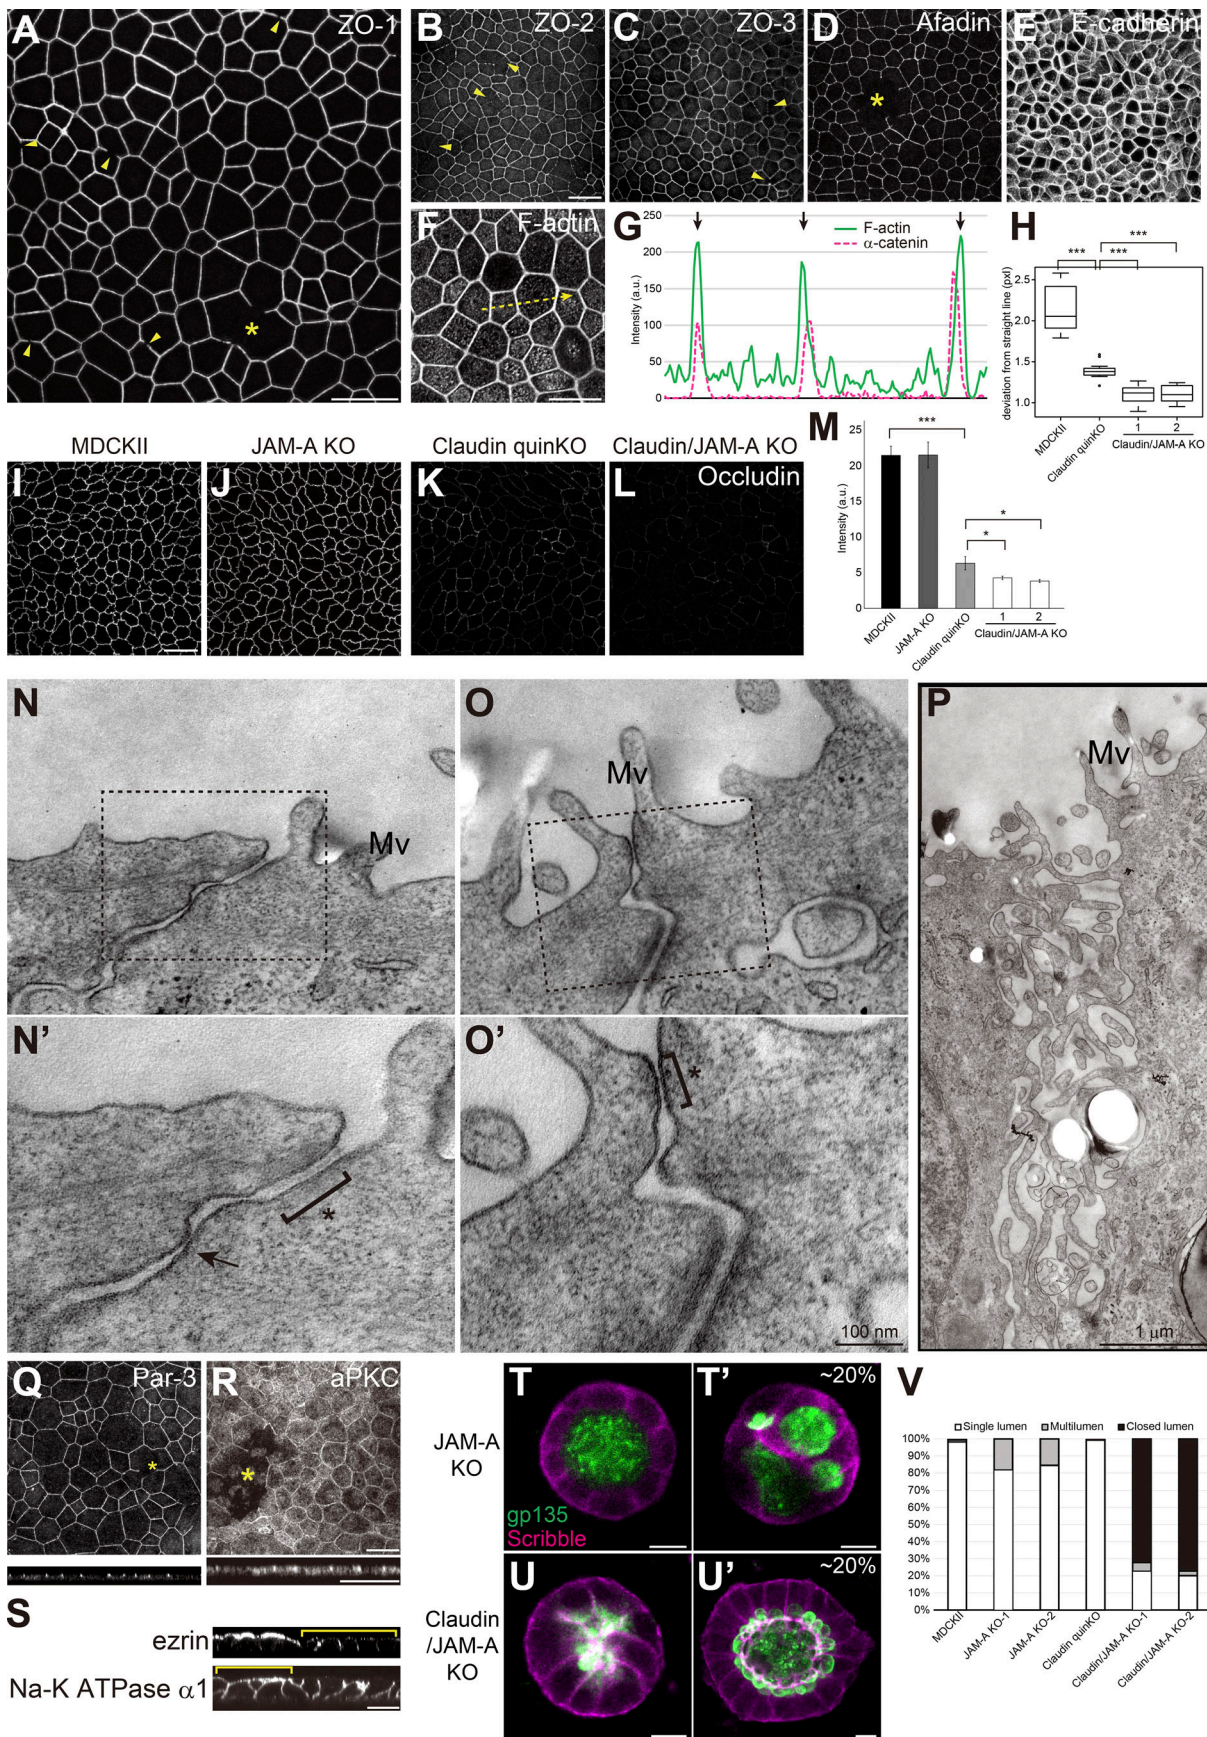 A ZO-1
B ZO-2
C ZO-3
D Afadin
*
E E-cadherin
*
F F-actin
G
250
200
150
100
50
0
Intensity (a.u.)
F-actin
α-catenin
H
*** *** ***
2.5
2.0
1.5
1.0
deviation from straight line (pxl)
MDCKII
Claudin quinKO
1 2
Claudin/JAM-A KO
MDCKII
JAM-A KO
Claudin quinKO
Claudin/JAM-A KO
I
J
K
L Occludin
M
***
*
*
25
20
15
10
5
0
Intensity (a.u.)
MDCKII
JAM-A KO
Claudin quinKO
1 2
Claudin/JAM-A KO
N
Mv
O
Mv
P
Mv
N’
*
O’
*
100 nm
1 μm
Q Par-3
*
R aPKC
*
S
ezrin
Na-K ATPase α1
JAM-A
KO
T
gp135
Scribble
T’ ~20%
Claudin
/JAM-A
KO
U
U’ ~20%
V
Single lumen Multilumen Closed lumen
100%
90%
80%
70%
60%
50%
40%
30%
20%
10%
0%
MDCKII
JAM-A KO-1
JAM-A KO-2
Claudin quinKO
Claudin/JAM-A KO-1
Claudin/JAM-A KO-2